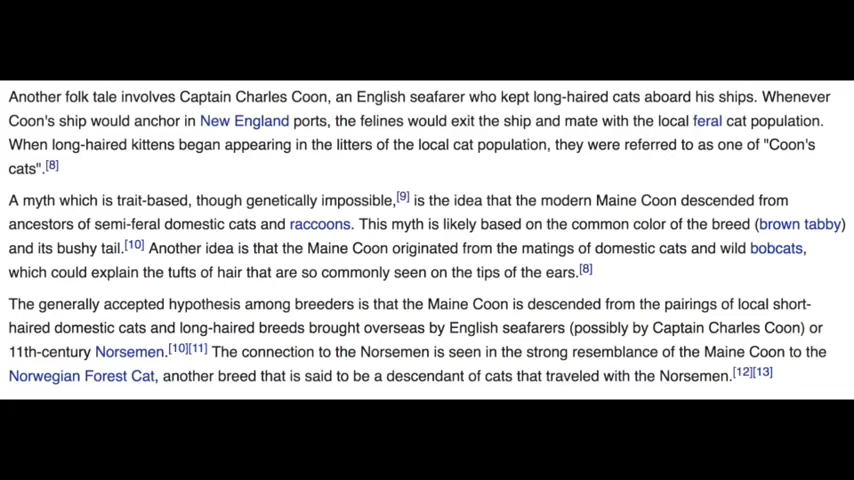 Another folk tale involves Captain Charles Coon, an English seafarer who kept long-haired cats aboard his ships. Whenever
Coon's ship would anchor in New England ports, the felines would exit the ship and mate with the local feral cat population.
When long-haired kittens began appearing in the litters of the local cat population, they were referred to as one of "Coon's
cats".[8]
A myth which is trait-based, though genetically impossible,[9] is the idea that the modern Maine Coon descended from
ancestors of semi-feral domestic cats and raccoons. This myth is likely based on the common color of the breed (brown tabby)
and its bushy tail.[10] Another idea is that the Maine Coon originated from the matings of domestic cats and wild bobcats,
which could explain the tufts of hair that are so commonly seen on the tips of the ears.[8]
The generally accepted hypothesis among breeders is that the Maine Coon is descended from the pairings of local short-
haired domestic cats and long-haired breeds brought overseas by English seafarers (possibly by Captain Charles Coon) or
11th-century Norsemen.[10][11] The connection to the Norsemen is seen in the strong resemblance of the Maine Coon to the
Norwegian Forest Cat, another breed that is said to be a descendant of cats that traveled with the Norsemen.[12][13]